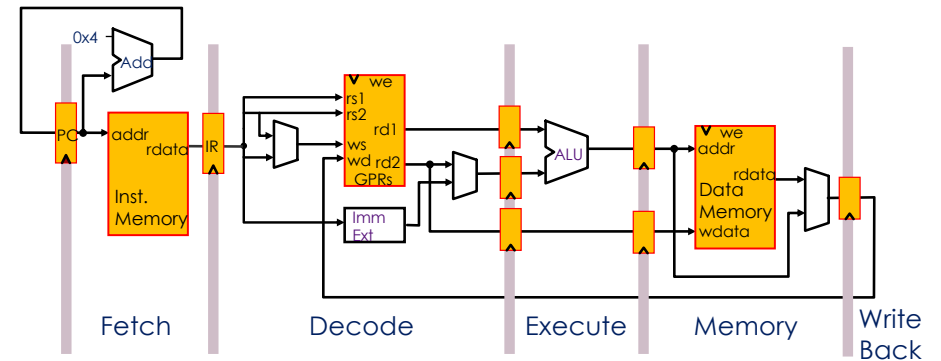 0x4
Add
PC
addr
rdata
Inst.
Memory
IR
we
rs1
rs2
rd1
ws
wd rd2
GPRs
Imm
Ext
ALU
we
addr
rdata
Data
Memory
wdata
Fetch
Decode
Execute
Memory
Write
Back